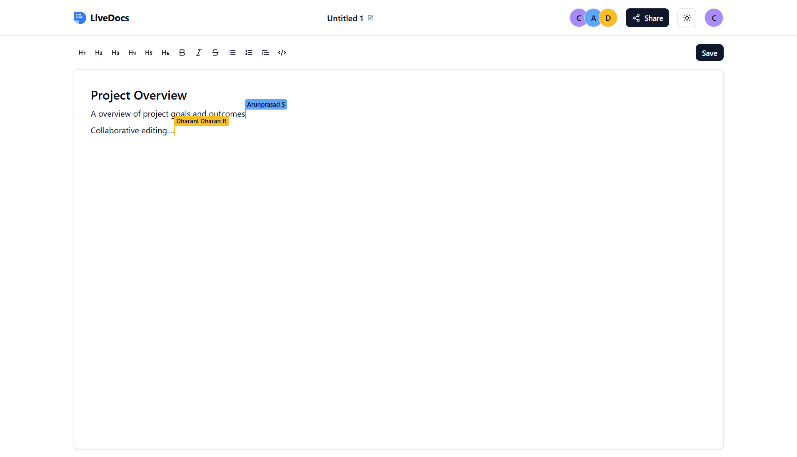 LiveDocs
Untitled 1
C A D
Share
C
H1 H2 H3 H4 H5 H6 B I S </>
Save
Project Overview
Arunprasad S
A overview of project goals and outcomes
Dharani Dharan R
Collaborative editing...